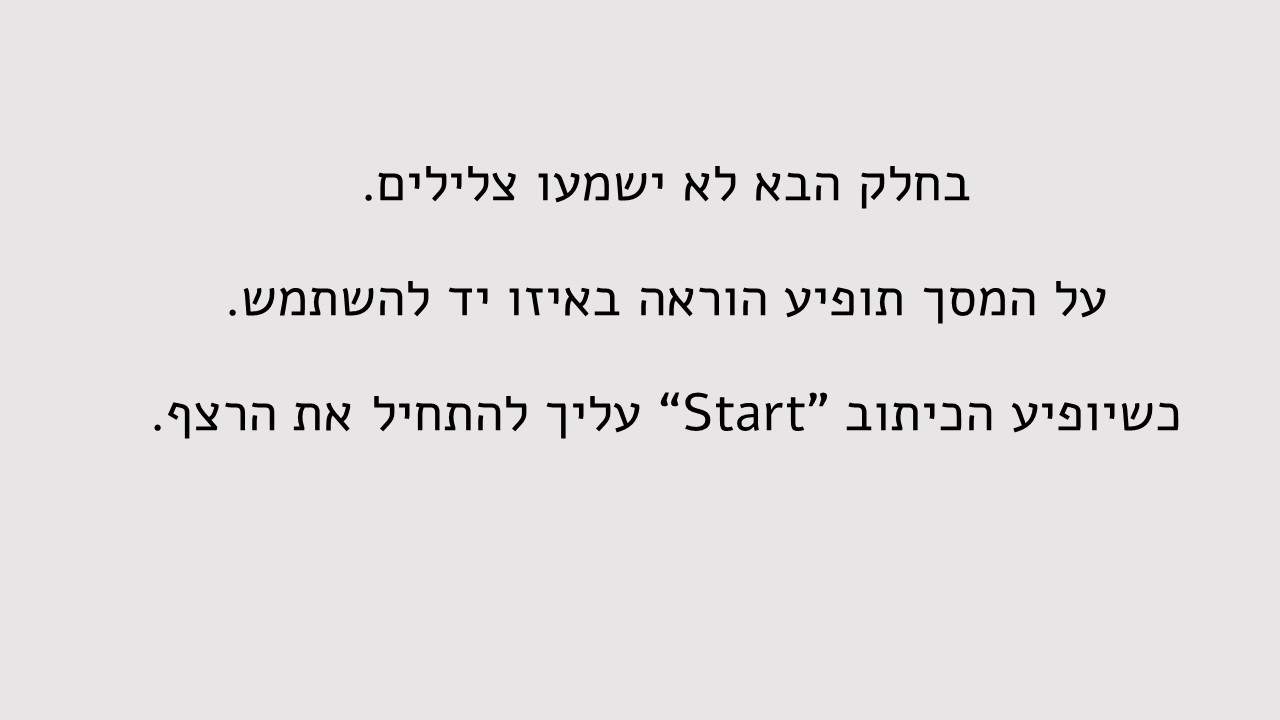 בחלק הבא לא ישמעו צלילים.
על המסך תופיע הוראה באיזו יד להשתמש.
כשיופיע הכיתוב ”Start“ עליך להתחיל את הרצף.